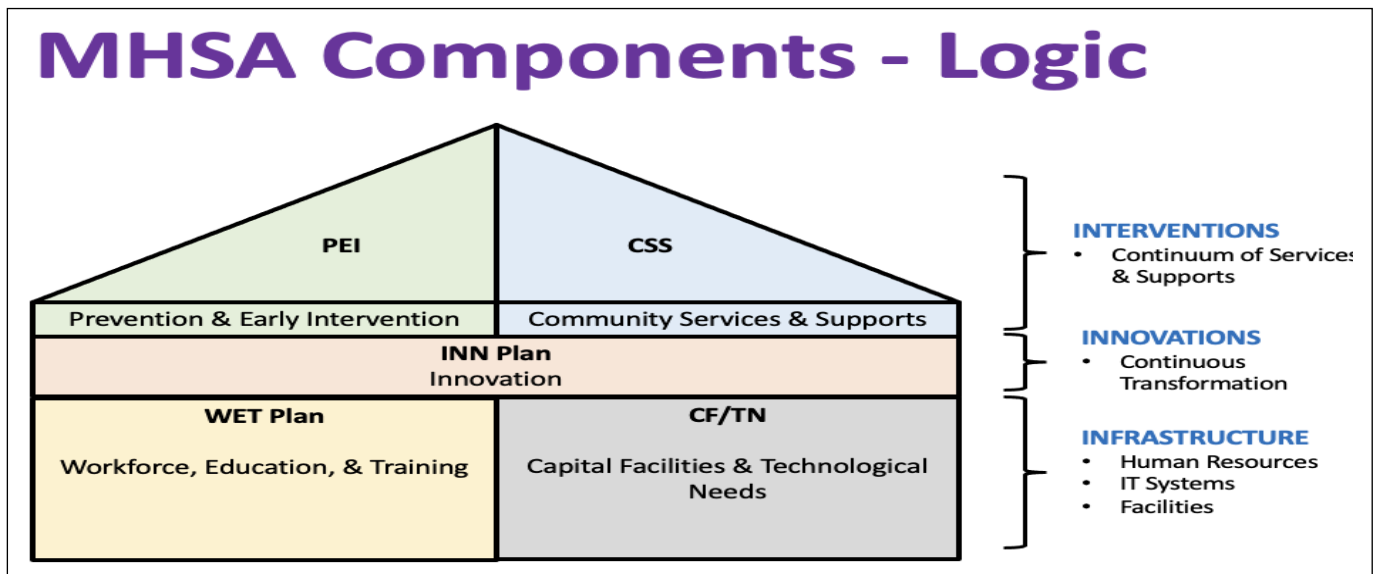 MHSA Components - Logic
PEI
CSS
Prevention & Early Intervention
Community Services & Supports
INN Plan
Innovation
WET Plan
Workforce, Education, & Training
CF/TN
Capital Facilities & Technological
Needs
INTERVENTIONS
• Continuum of Services
& Supports
INNOVATIONS
• Continuous
Transformation
INFRASTRUCTURE
• Human Resources
• IT Systems
• Facilities